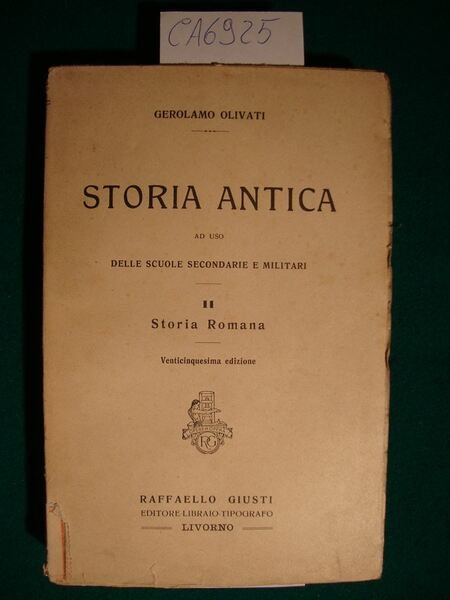 CA6925
GEROLAMO OLIVATI
STORIA ANTICA
AD USO
DELLE SCUOLE SECONDARIE E MILITARI
II
Storia Romana
Venticinquesima edizione
RG
RAFFAELLO GIUSTI
EDITORE-LIBRAIO-TIPOGRAFO
LIVORNO